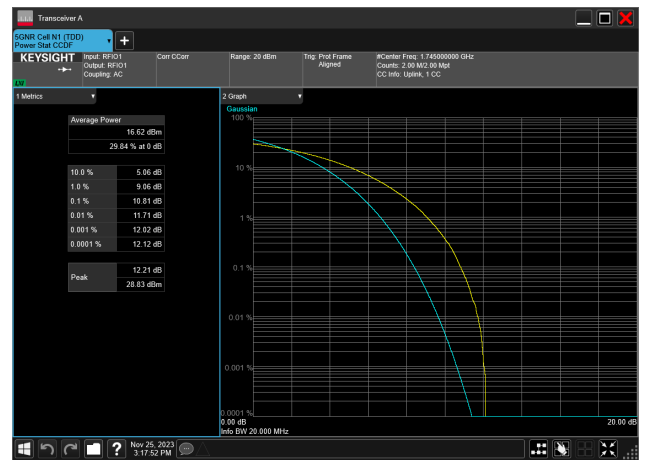 Transceiver A
5GNR Cell N1 (TDD)
Power Stat CCDF
KEYSIGHT
Input: RFIO1
Output: RFIO1
Coupling: AC
Corr CCorr
Range: 20 dBm
Trig: Prot Frame
Aligned
#Center Freq: 1.745000000 GHz
Counts: 2.00 M/2.00 Mpt
CC Info: Uplink, 1 CC
LXI
1 Metrics
Average Power
16.62 dBm
29.84 % at 0 dB
10.0 % 5.06 dB
1.0 % 9.06 dB
0.1 % 10.81 dB
0.01 % 11.71 dB
0.001 % 12.02 dB
0.0001 % 12.12 dB
Peak 12.21 dB
28.83 dBm
2 Graph
Gaussian
100 %
10 %
1 %
0.1 %
0.01 %
0.001 %
0.0001 %
0.00 dB 20.00 dB
Info BW 20.000 MHz
Nov 25, 2023
3:17:52 PM